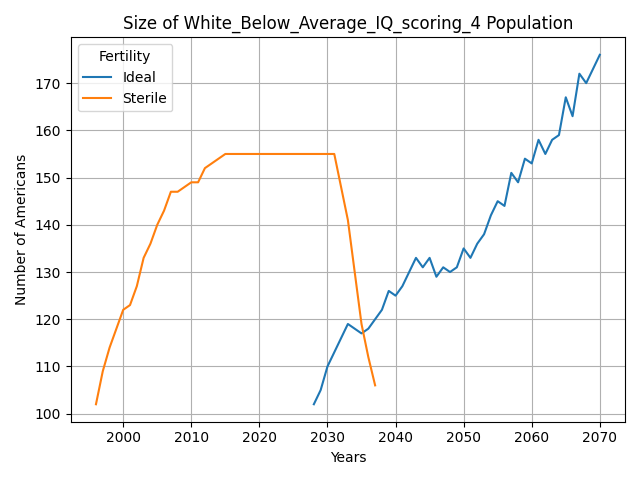 Size of White_Below_Average_IQ_scoring_4 Population
Fertility
Ideal
Sterile
Number of Americans
170
160
150
140
130
120
110
100
2000 2010 2020 2030 2040 2050 2060 2070
Years